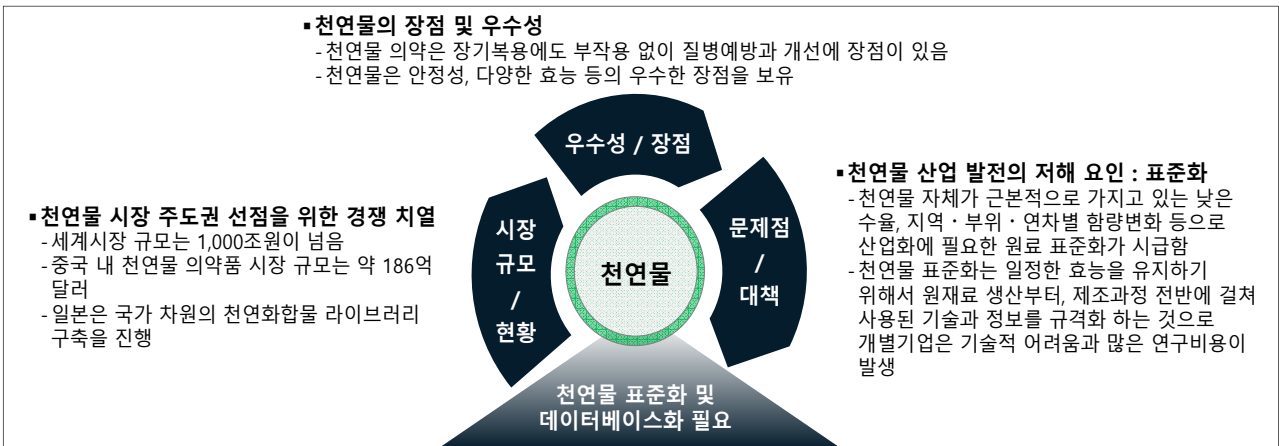 ▪천연물의 장점 및 우수성
-천연물 의약은 장기복용에도 부작용 없이 질병예방과 개선에 장점이 있음
-천연물은 안정성, 다양한 효능 등의 우수한 장점을 보유
우수성 / 장점
▪천연물 시장 주도권 선점을 위한 경쟁 치열
-세계시장 규모는 1,000조원이 넘음
-중국 내 천연물 의약품 시장 규모는 약 186억
달러
-일본은 국가 차원의 천연화합물 라이브러리
구축을 진행
시장
규모
/
현황
천연물
문제점
/
대책
▪천연물 산업 발전의 저해 요인 : 표준화
-천연물 자체가 근본적으로 가지고 있는 낮은
수율, 지역・부위・연차별 함량변화 등으로
산업화에 필요한 원료 표준화가 시급함
-천연물 표준화는 일정한 효능을 유지하기
위해서 원재료 생산부터, 제조과정 전반에 걸쳐
사용된 기술과 정보를 규격화 하는 것으로
개별기업은 기술적 어려움과 많은 연구비용이
발생
천연물 표준화 및
데이터베이스화 필요